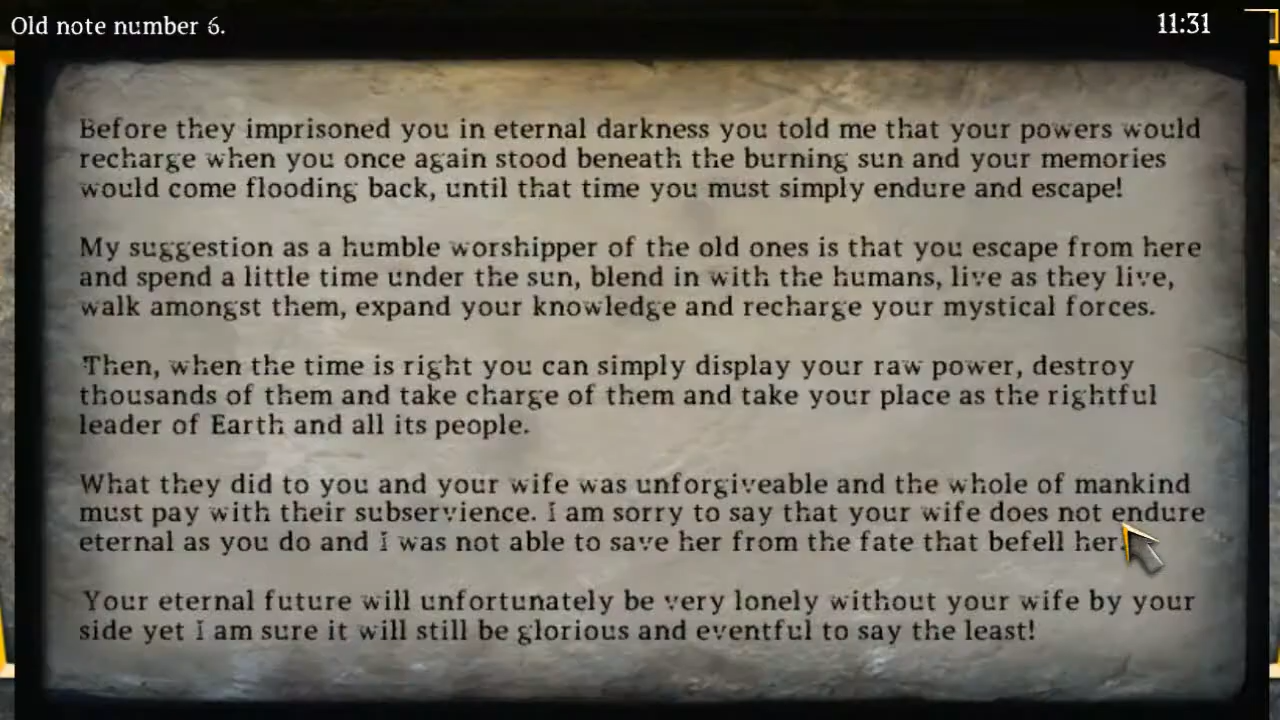 Old note number 6.
11:31
Before they imprisoned you in eternal darkness you told me that your powers would
recharge when you once again stood beneath the burning sun and your memories
would come flooding back, until that time you must simply endure and escape!
My suggestion as a humble worshipper of the old ones is that you escape from here
and spend a little time under the sun, blend in with the humans, live as they live,
walk amongst them, expand your knowledge and recharge your mystical forces.
Then, when the time is right you can simply display your raw power, destroy
thousands of them and take charge of them and take your place as the rightful
leader of Earth and all its people.
What they did to you and your wife was unforgiveable and the whole of mankind
must pay with their subservience. I am sorry to say that your wife does not endure
eternal as you do and I was not able to save her from the fate that befell her.
Your eternal future will unfortunately be very lonely without your wife by your
side yet I am sure it will still be glorious and eventful to say the least!